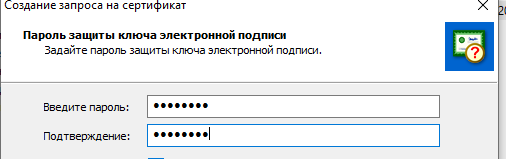 Создание запроса на сертификат
Пароль защиты ключа электронной подписи
Задайте пароль защиты ключа электронной подписи.
Введите пароль: ••••••••
Подтверждение: ••••••••